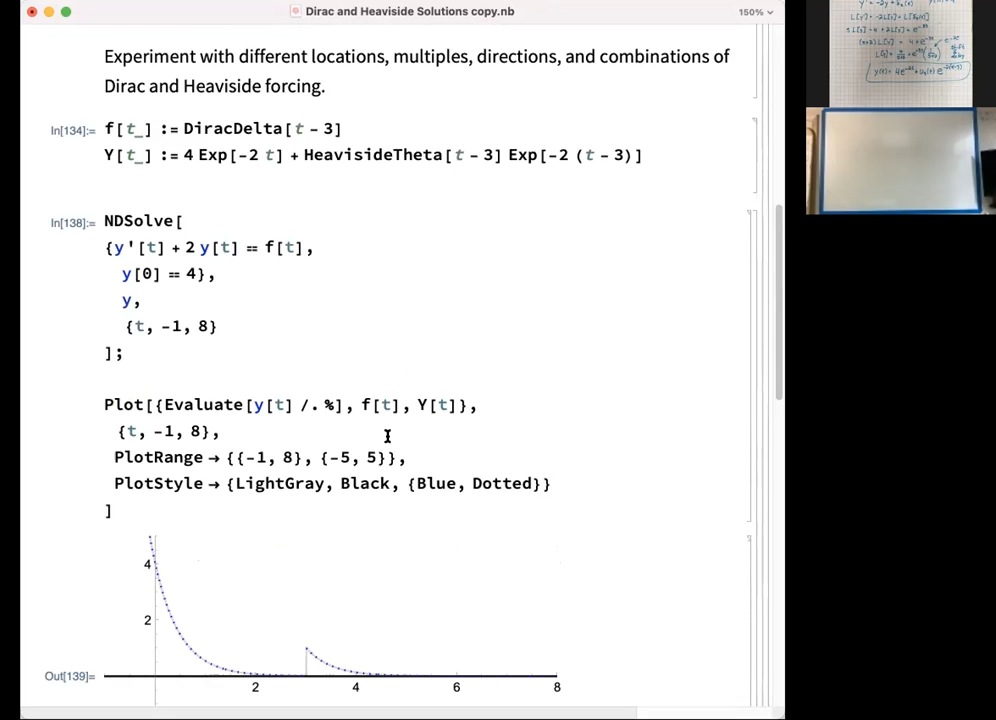 Dirac and Heaviside Solutions copy.nb
150%
Experiment with different locations, multiples, directions, and combinations of
Dirac and Heaviside forcing.
In[134]:= f[t_] := DiracDelta[t - 3]
Y[t_] := 4 Exp[-2 t] + HeavisideTheta[t - 3] Exp[-2 (t - 3)]
In[138]:= NDSolve[
{y'[t] + 2 y[t] == f[t],
y[0] == 4},
y,
{t, -1, 8}
];
Plot[{Evaluate[y[t] /. %], f[t], Y[t]},
{t, -1, 8},
PlotRange → {{-1, 8}, {-5, 5}},
PlotStyle → {LightGray, Black, {Blue, Dotted}}
]
4
2
Out[139]=
2 4 6 8